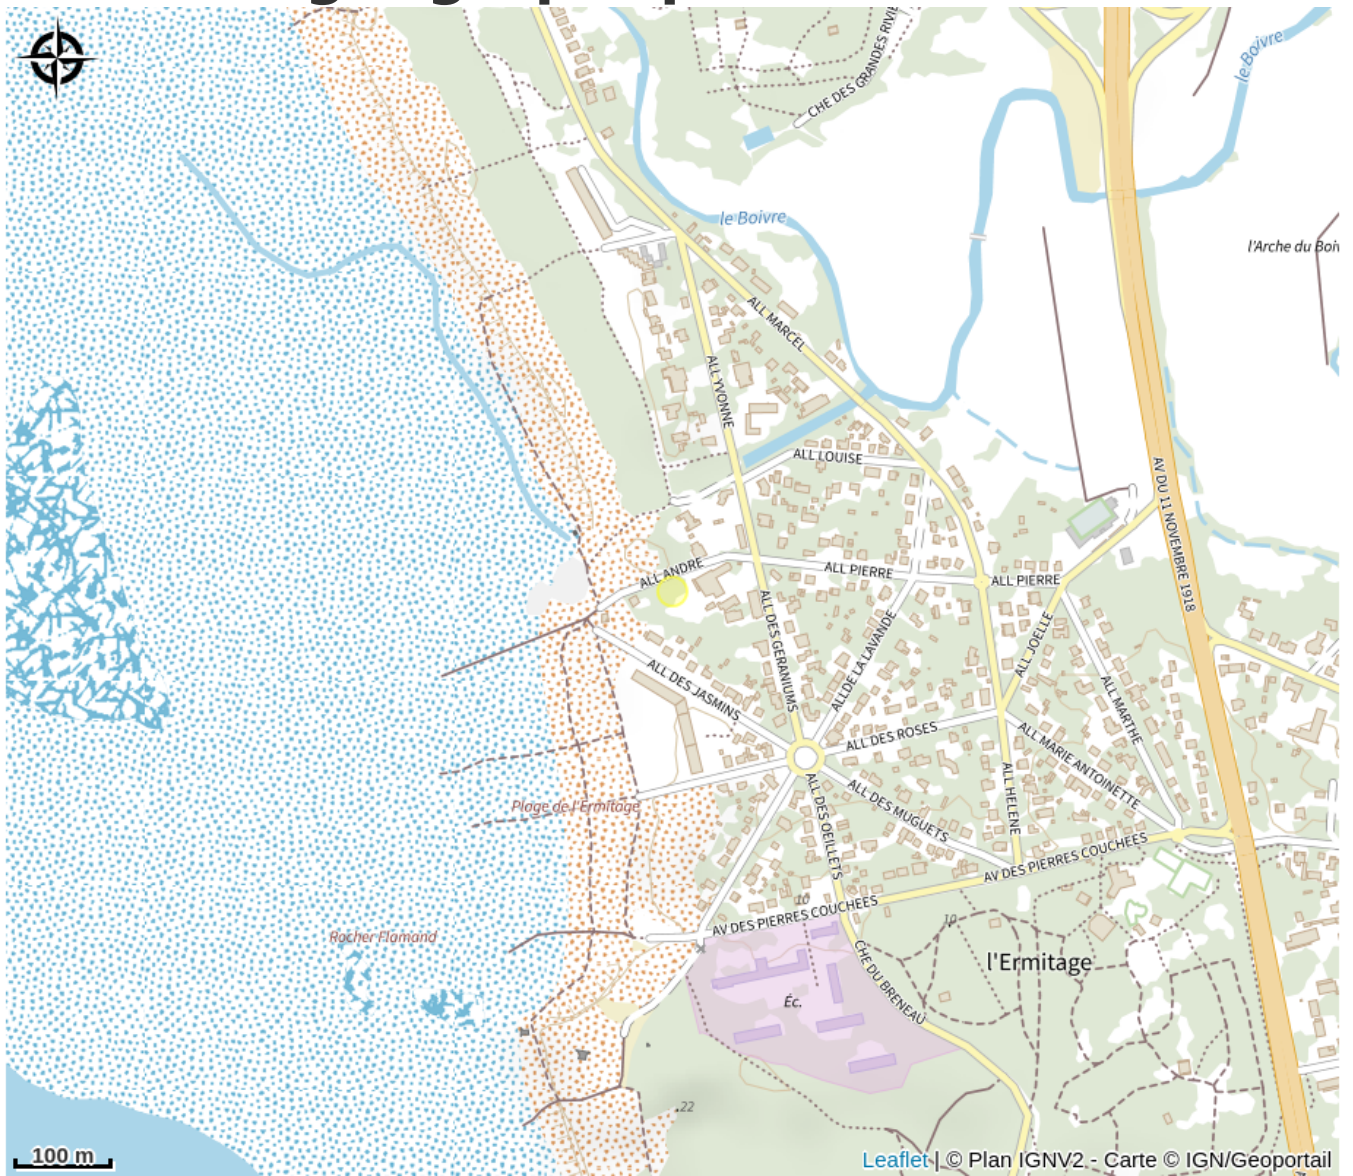 CHE DES GRANDES RIVIE
le Boivre
le Boivre
l'Arche du Boiv
ALL MARCEL
ALL YVONNE
ALL LOUISE
AV DU 11 NOVEMBRE 1918
ALL ANDRE
ALL PIERRE
ALL PIERRE
ALL DES GERANIUMS
ALLDE LA LAVANDE
ALL JOELLE
ALL DES JASMINS
ALL MARTHE
ALL DES ROSES
ALL MARIE ANTOINETTE
ALL HELENE
ALL DES OEILLETS
ALL DES MUGUETS
Plage de l'Ermitage
AV DES PIERRES COUCHEES
AV DES PIERRES COUCHEES
10
10
Rocher Flamand
l'Ermitage
CHE DU BRENEAU
Éc.
22
100 m
Leaflet | © Plan IGNV2 - Carte © IGN/Geoportail